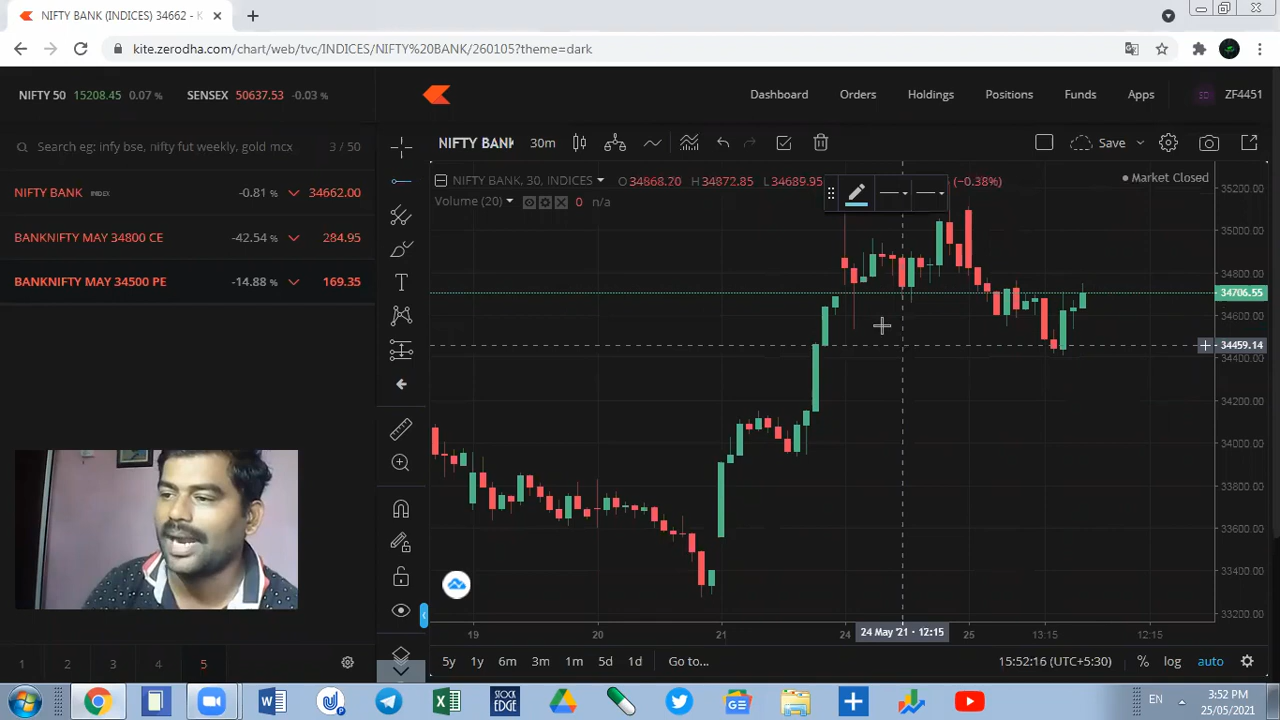 NIFTY BANK (INDICES) 34662 - K
kite.zerodha.com/chart/web/tvc/INDICES/NIFTY%20BANK/260105?theme=dark
NIFTY 50 15208.45 0.07 % SENSEX 50637.53 -0.03 %
Dashboard Orders Holdings Positions Funds Apps ZF4451
Search eg: infy bse, nifty fut weekly, gold mcx 3 / 50
NIFTY BANK 30m Save
NIFTY BANK INDEX -0.81 % 34662.00
BANKNIFTY MAY 34800 CE -42.54 % 284.95
BANKNIFTY MAY 34500 PE -14.88 % 169.35
NIFTY BANK, 30, INDICES O34868.20 H34872.85 L34689.95 (−0.38%) Market Closed
Volume (20) 0 n/a
35200.00
35000.00
34800.00
34706.55
34600.00
34459.14
34400.00
34200.00
34000.00
33800.00
33600.00
33400.00
33200.00
19 20 21 24 24 May '21 - 12:15 25 13:15 12:15
1 2 3 4 5
5y 1y 6m 3m 1m 5d 1d Go to... 15:52:16 (UTC+5:30) % log auto
STOCK EDGE
EN
3:52 PM
25/05/2021